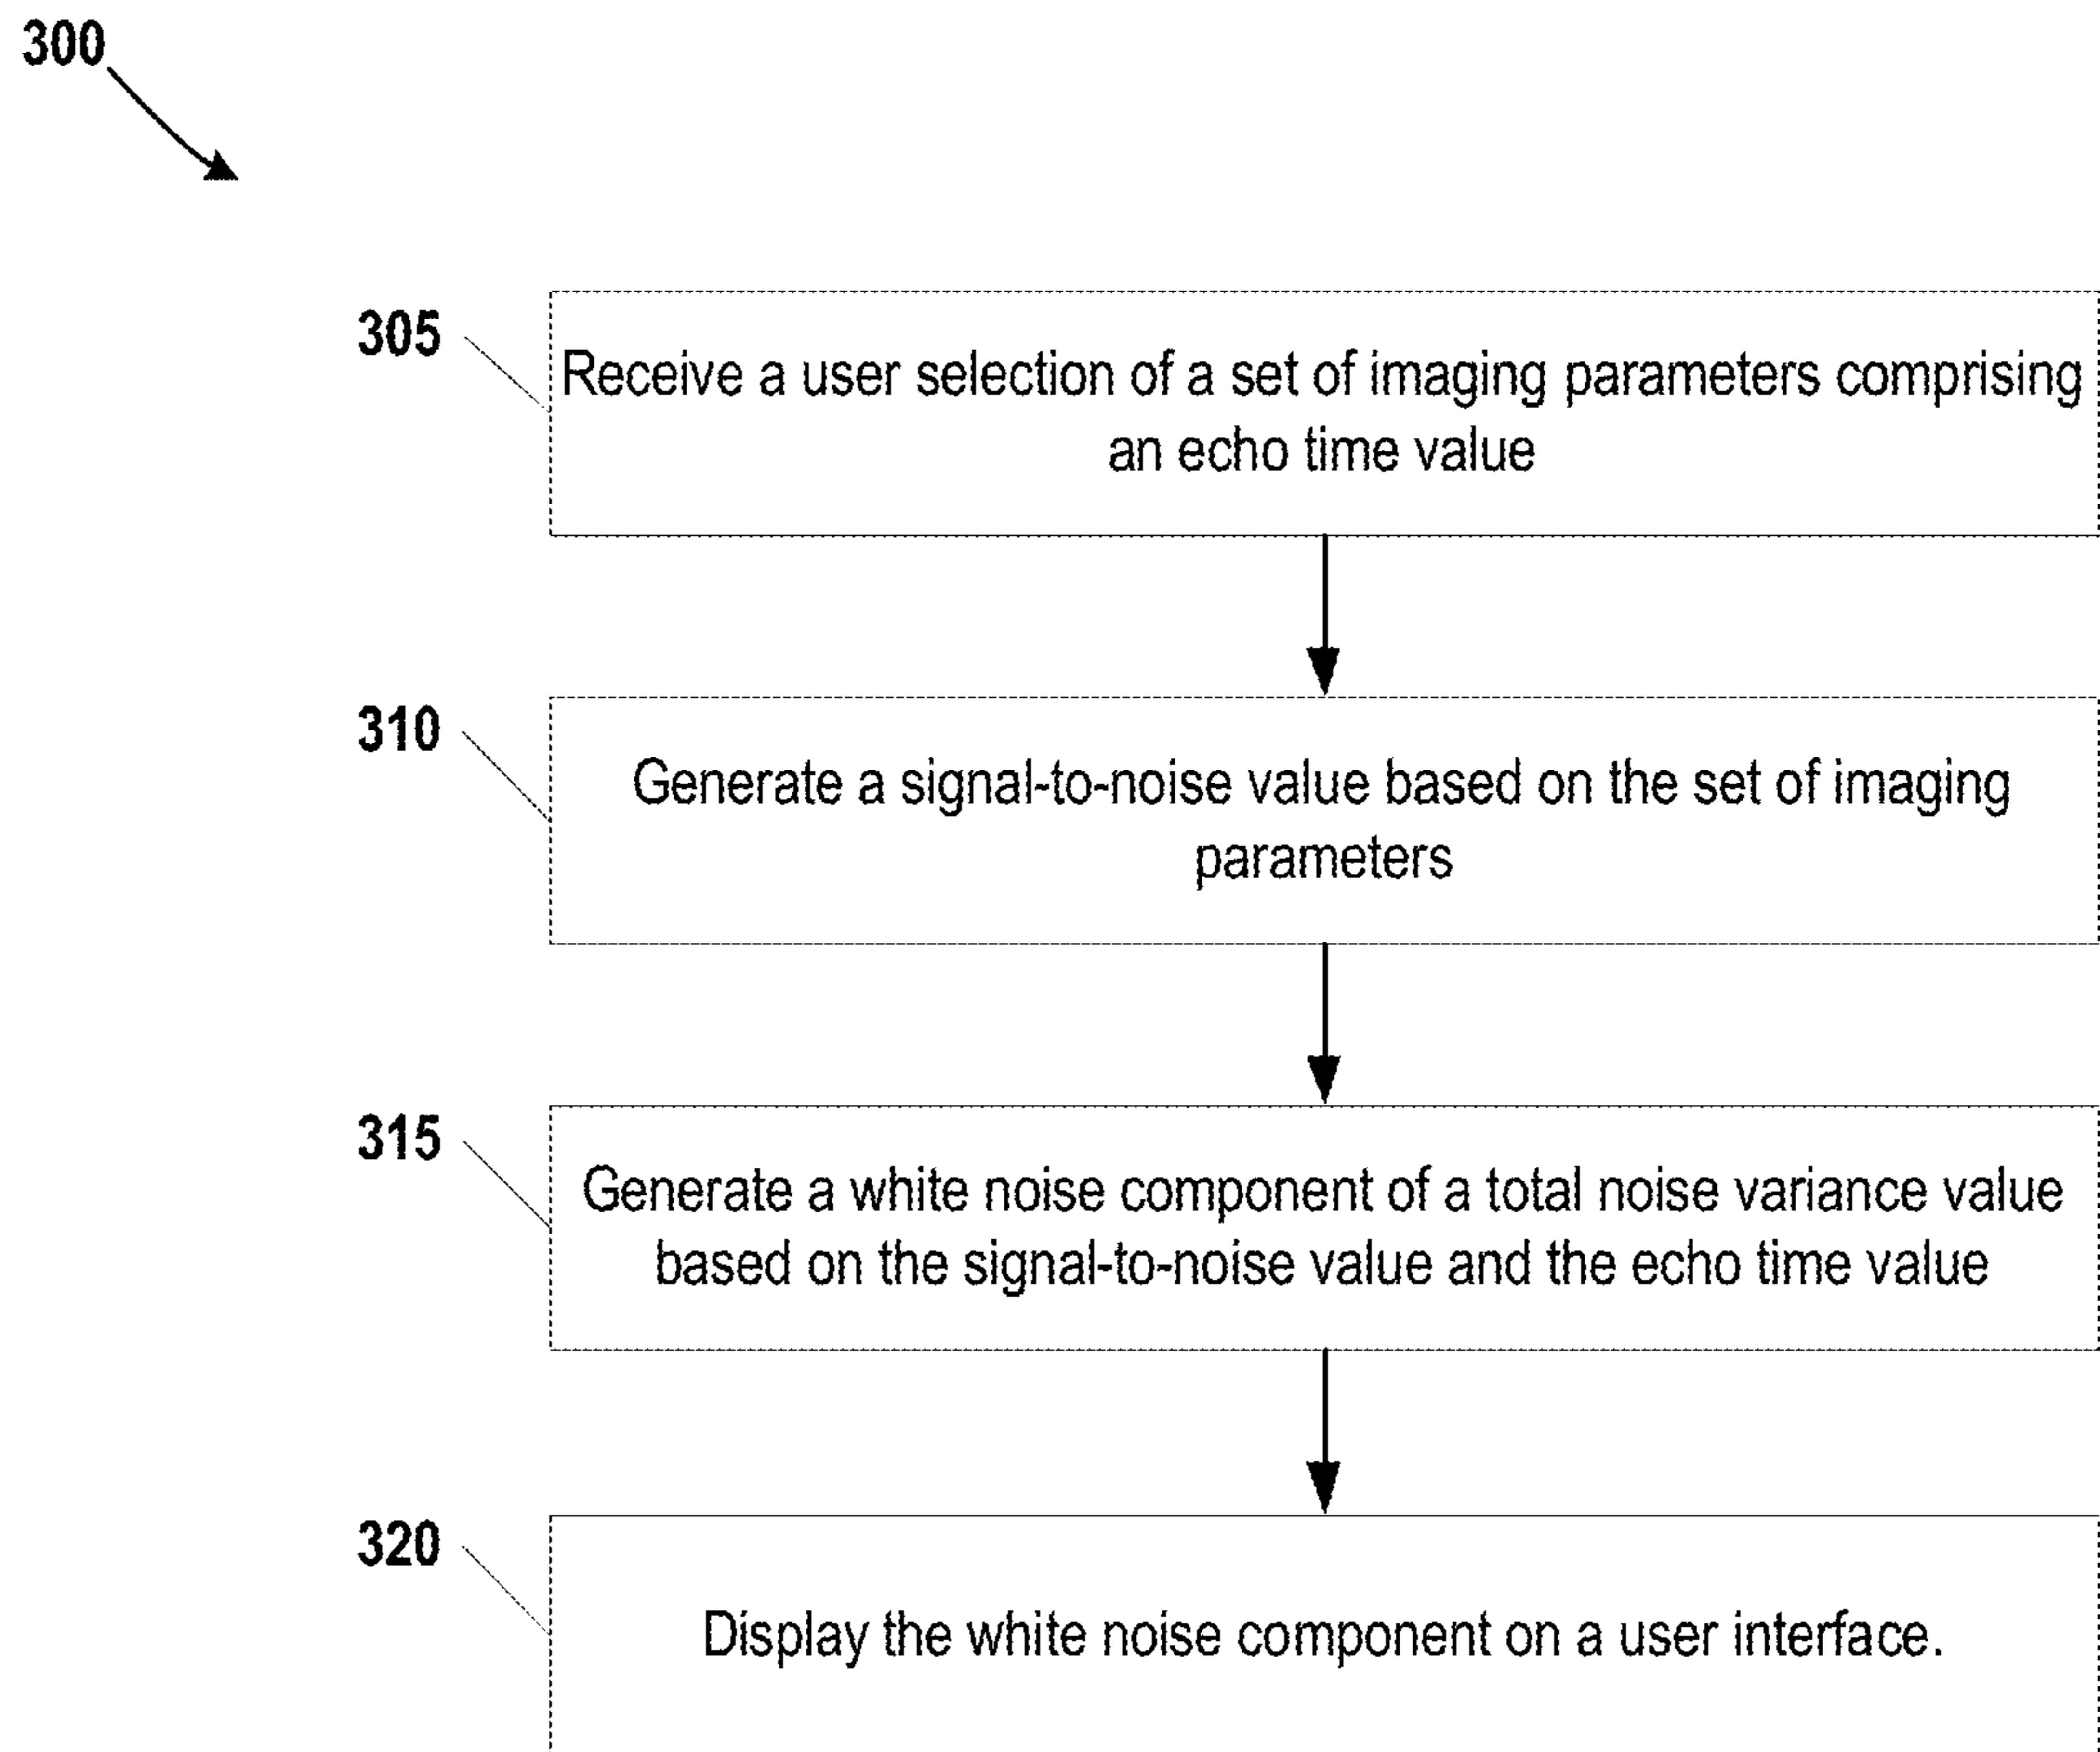 300
305
Receive a user selection of a set of imaging parameters comprising
an echo time value
310
Generate a signal-to-noise value based on the set of imaging
parameters
315
Generate a white noise component of a total noise variance value
based on the signal-to-noise value and the echo time value
320
Display the white noise component on a user interface.